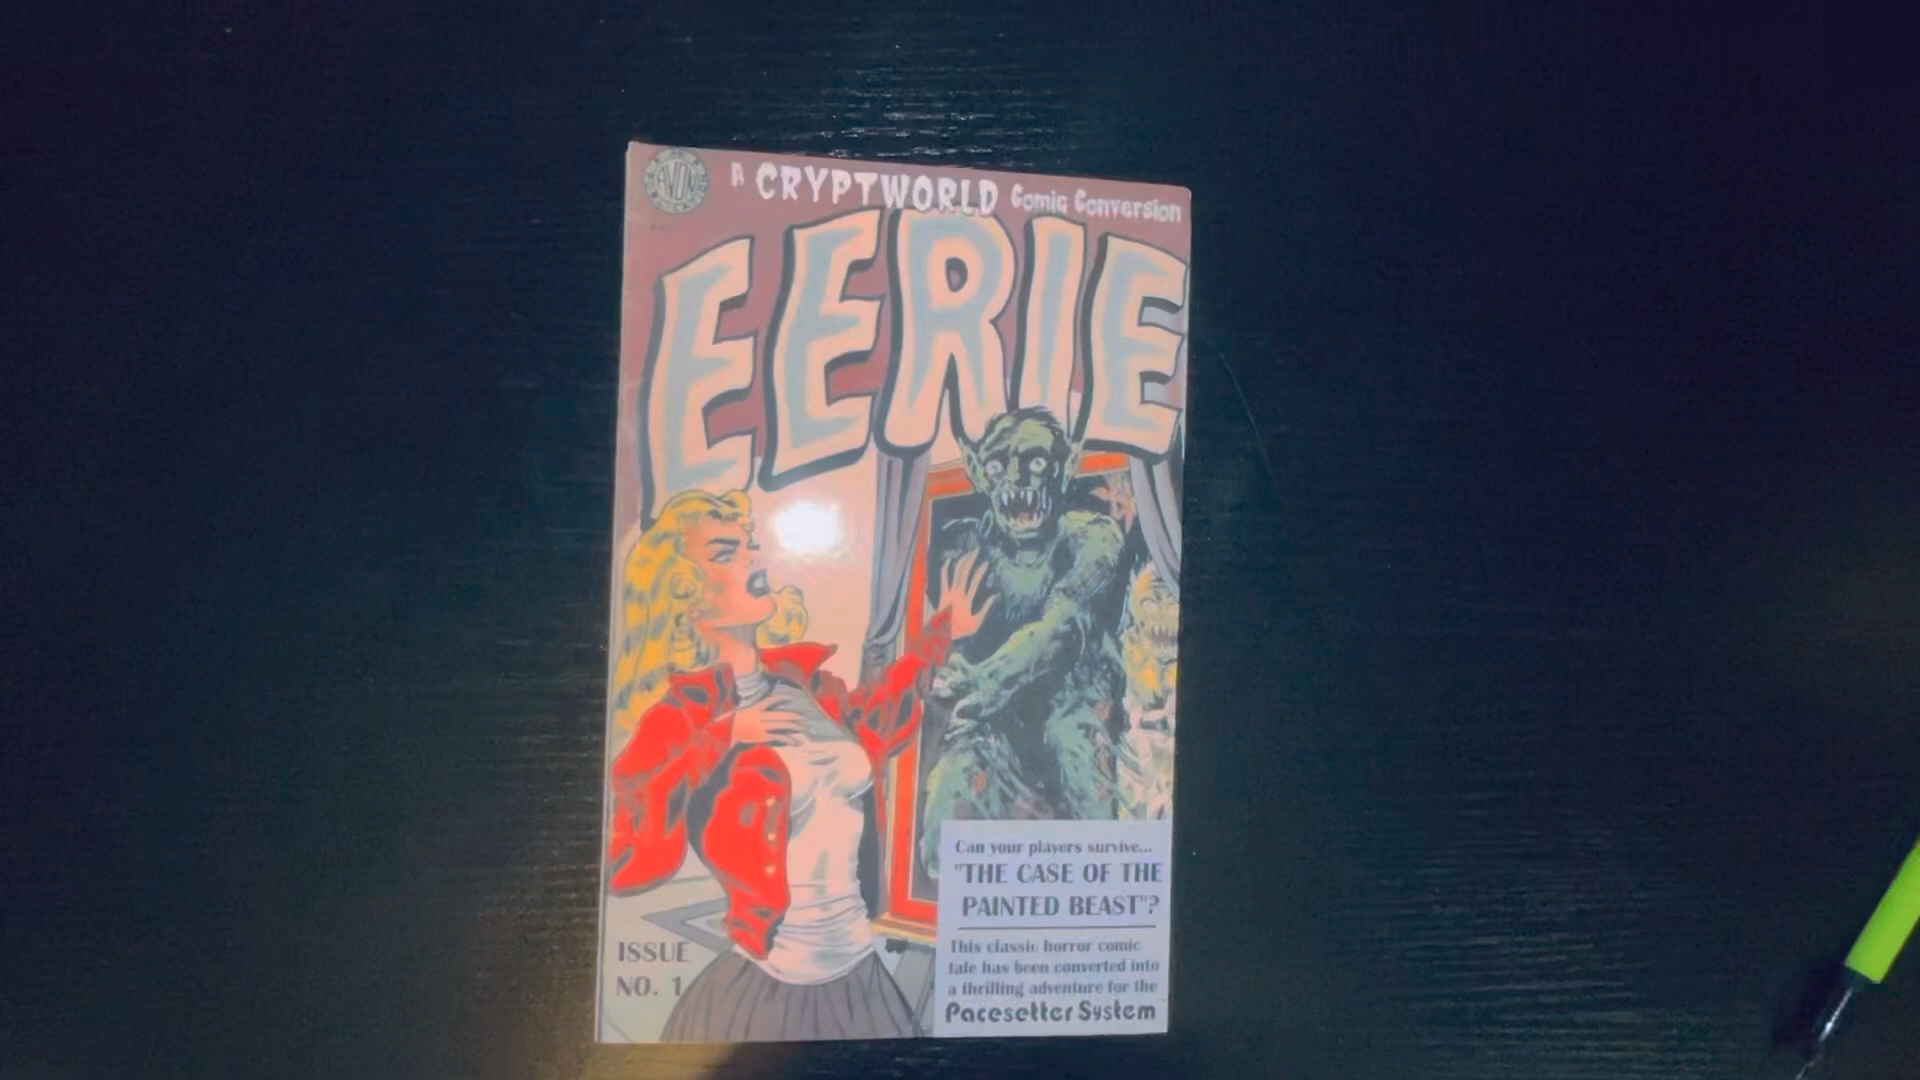 AVON
A CRYPTWORLD Comic Conversion
EERIE
Can your players survive...
"THE CASE OF THE
PAINTED BEAST"?
This classic horror comic
tale has been converted into
a thrilling adventure for the
Pacesetter System
ISSUE
NO. 1